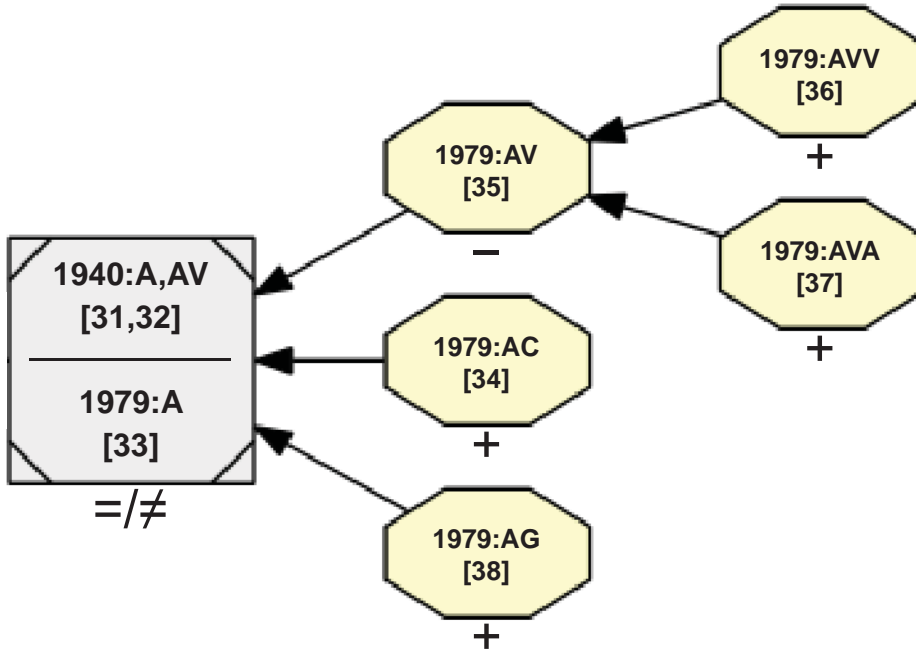 1940:A,AV
[31,32]
1979:A
[33]
=/≠
1979:AV
[35]
−
1979:AC
[34]
+
1979:AG
[38]
+
1979:AVV
[36]
+
1979:AVA
[37]
+